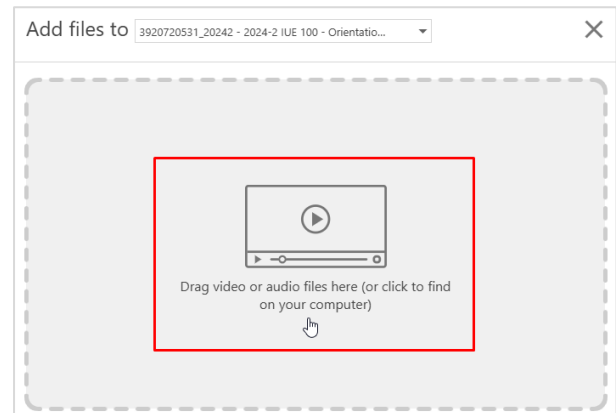 Add files to 3920720531_20242 - 2024-2 IUE 100 - Orientatio...
Drag video or audio files here (or click to find
on your computer)